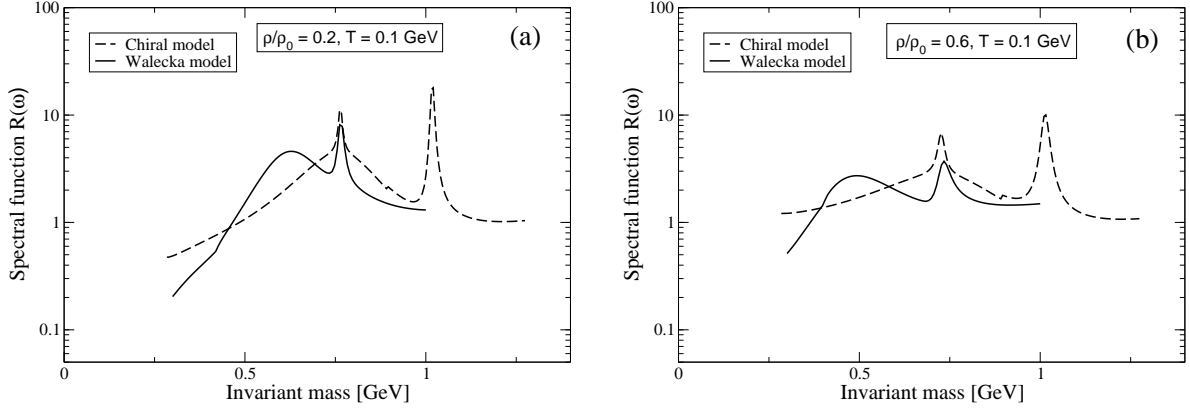 100
10
1
0.1
Spectral function R(ω)
Chiral model
Walecka model
ρ/ρ0 = 0.2, T = 0.1 GeV
(a)
0
0.5
1
Invariant mass [GeV]
100
10
1
0.1
Spectral function R(ω)
Chiral model
Walecka model
ρ/ρ0 = 0.6, T = 0.1 GeV
(b)
0
0.5
1
Invariant mass [GeV]